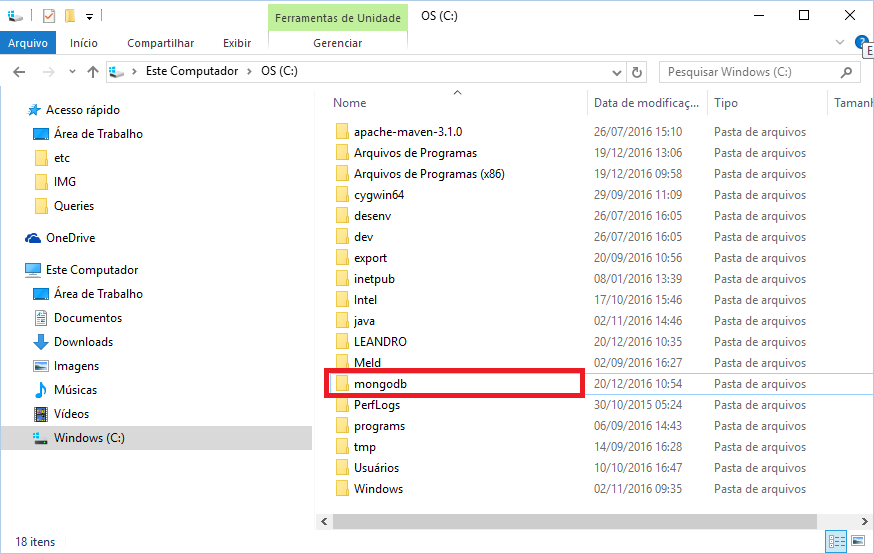 Ferramentas de Unidade
OS (C:)
Arquivo Início Compartilhar Exibir Gerenciar
?
E
Este Computador OS (C:)
Pesquisar Windows (C:)
Acesso rápido
Área de Trabalho
etc
IMG
Queries
OneDrive
Este Computador
Área de Trabalho
Documentos
Downloads
Imagens
Músicas
Vídeos
Windows (C:)
Nome Data de modificaç... Tipo Tamanh
apache-maven-3.1.0 26/07/2016 15:10 Pasta de arquivos
Arquivos de Programas 19/12/2016 13:06 Pasta de arquivos
Arquivos de Programas (x86) 19/12/2016 09:58 Pasta de arquivos
cygwin64 29/09/2016 11:09 Pasta de arquivos
desenv 26/07/2016 16:05 Pasta de arquivos
dev 26/07/2016 16:05 Pasta de arquivos
export 20/09/2016 10:56 Pasta de arquivos
inetpub 08/01/2016 13:39 Pasta de arquivos
Intel 17/10/2016 15:46 Pasta de arquivos
java 02/11/2016 14:46 Pasta de arquivos
LEANDRO 20/12/2016 10:35 Pasta de arquivos
Meld 02/09/2016 16:27 Pasta de arquivos
mongodb 20/12/2016 10:54 Pasta de arquivos
PerfLogs 30/10/2015 05:24 Pasta de arquivos
programs 06/09/2016 14:43 Pasta de arquivos
tmp 14/09/2016 16:28 Pasta de arquivos
Usuários 10/10/2016 16:47 Pasta de arquivos
Windows 02/11/2016 09:35 Pasta de arquivos
18 itens